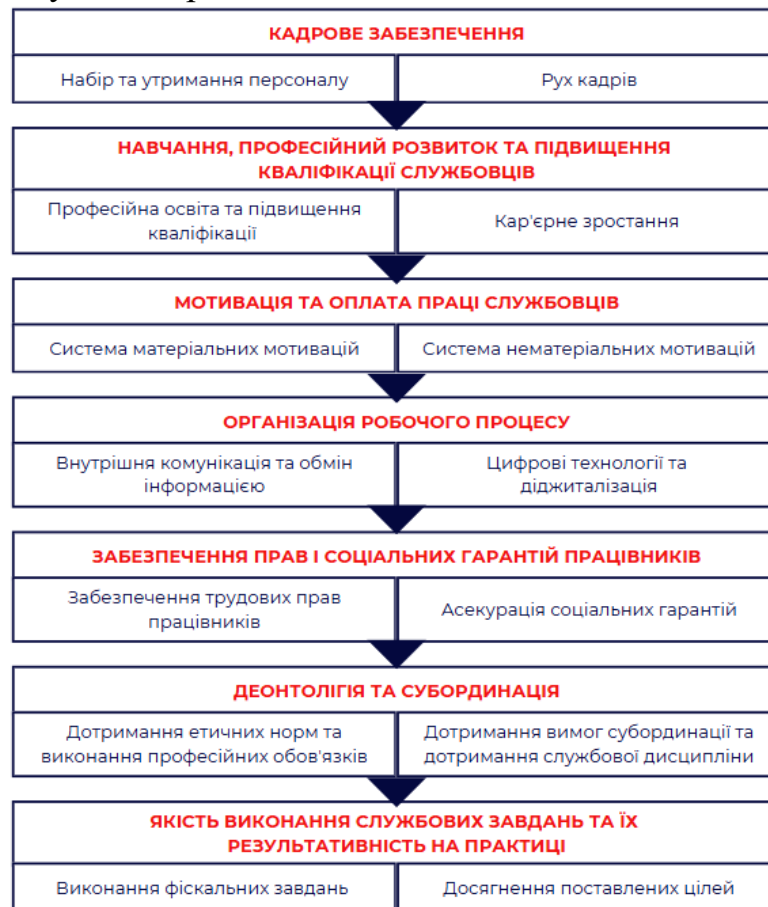 КАДРОВЕ ЗАБЕЗПЕЧЕННЯ
Набір та утримання персоналу
Рух кадрів
НАВЧАННЯ, ПРОФЕСІЙНИЙ РОЗВИТОК ТА ПІДВИЩЕННЯ
КВАЛІФІКАЦІЇ СЛУЖБОВЦІВ
Професійна освіта та підвищення
кваліфікації
Кар'єрне зростання
МОТИВАЦІЯ ТА ОПЛАТА ПРАЦІ СЛУЖБОВЦІВ
Система матеріальних мотивацій
Система нематеріальних мотивацій
ОРГАНІЗАЦІЯ РОБОЧОГО ПРОЦЕСУ
Внутрішня комунікація та обмін
інформацією
Цифрові технології та
діджиталізація
ЗАБЕЗПЕЧЕННЯ ПРАВ І СОЦІАЛЬНИХ ГАРАНТІЙ ПРАЦІВНИКІВ
Забезпечення трудових прав
працівників
Асекурація соціальних гарантій
ДЕОНТОЛІГІЯ ТА СУБОРДИНАЦІЯ
Дотримання етичних норм та
виконання професійних обов'язків
Дотримання вимог субординації та
дотримання службової дисципліни
ЯКІСТЬ ВИКОНАННЯ СЛУЖБОВИХ ЗАВДАНЬ ТА ЇХ
РЕЗУЛЬТАТИВНІСТЬ НА ПРАКТИЦІ
Виконання фіскальних завдань
Досягнення поставлених цілей